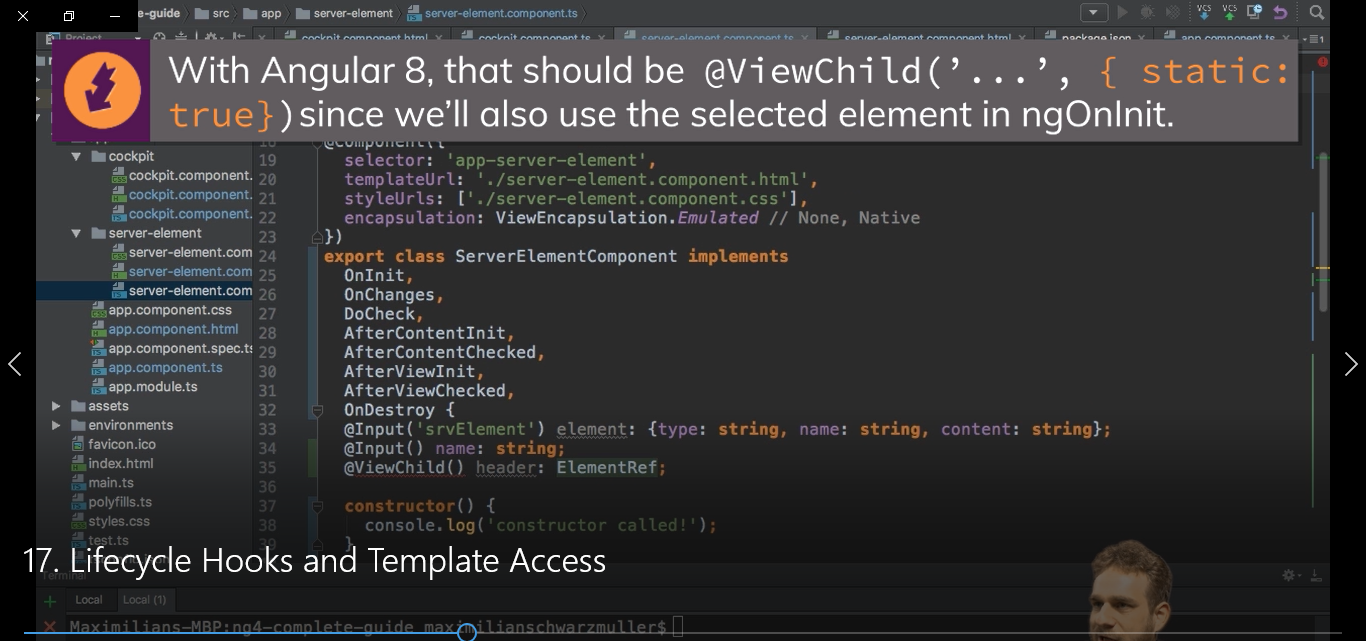 e-guide src app server-element server-element.component.ts
VCS VCS
Project cockpit.component.html cockpit.component.ts server-element.component.ts server-element.component.html package.json app.component.ts
With Angular 8, that should be @ViewChild('...', { static:
true})since we'll also use the selected element in ngOnInit.
18 @Component({
cockpit 19 selector: 'app-server-element',
cockpit.component. 20 templateUrl: './server-element.component.html',
cockpit.component. 21 styleUrls: ['./server-element.component.css'],
cockpit.component. 22 encapsulation: ViewEncapsulation.Emulated // None, Native
server-element 23 })
server-element.com 24 export class ServerElementComponent implements
server-element.com 25 OnInit,
server-element.com 26 OnChanges,
app.component.css 27 DoCheck,
app.component.html 28 AfterContentInit,
app.component.spec.ts 29 AfterContentChecked,
app.component.ts 30 AfterViewInit,
app.module.ts 31 AfterViewChecked,
assets 32 OnDestroy {
environments 33 @Input('srvElement') element: {type: string, name: string, content: string};
favicon.ico 34 @Input() name: string;
index.html 35 @ViewChild() header: ElementRef;
main.ts 36
polyfills.ts 37 constructor() {
styles.css 38 console.log('constructor called!');
test.ts 39 }
17. Lifecycle Hooks and Template Access
Terminal
Local Local (1)
Maximilians-MBP:ng4-complete-guide maximilianschwarzmuller$